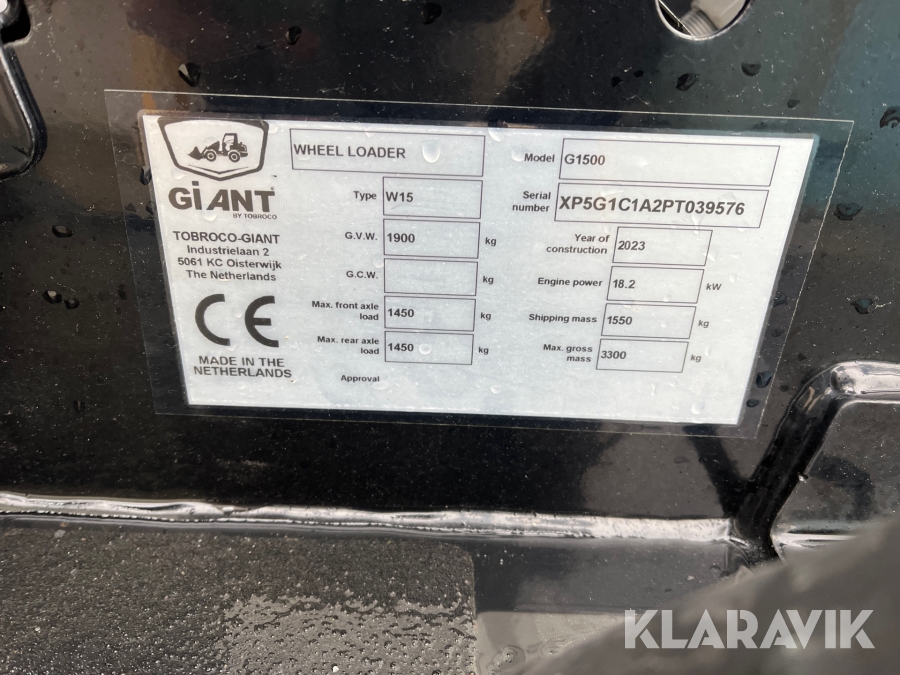 GiANT
BY TOBROCO
TOBROCO-GIANT
Industrielaan 2
5061 KC Oisterwijk
The Netherlands
CE
MADE IN THE
NETHERLANDS
WHEEL LOADER
Type W15
G.V.W. 1900 kg
G.C.W. kg
Max. front axle
load 1450 kg
Max. rear axle
load 1450 kg
Approval
Model G1500
Serial
number XP5G1C1A2PT039576
Year of
construction 2023
Engine power 18.2 kW
Shipping mass 1550 kg
Max. gross
mass 3300 kg
KLARAVIK